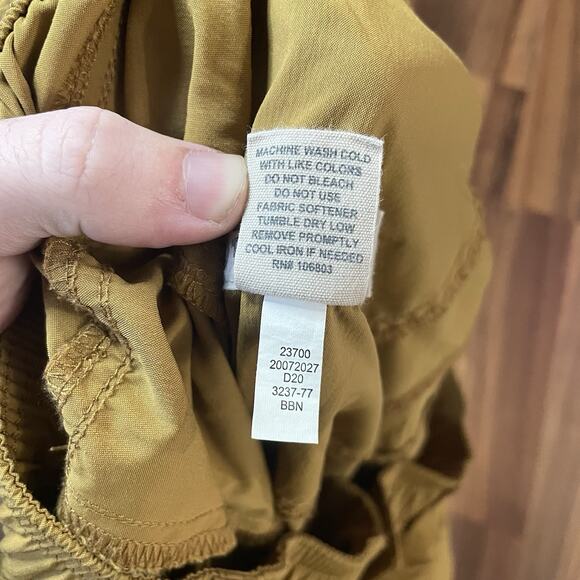 MACHINE WASH COLD
WITH LIKE COLORS
DO NOT BLEACH
DO NOT USE
FABRIC SOFTENER
TUMBLE DRY LOW
REMOVE PROMPTLY
COOL IRON IF NEEDED
RN# 106803
23700
20072027
D20
3237-77
BBN